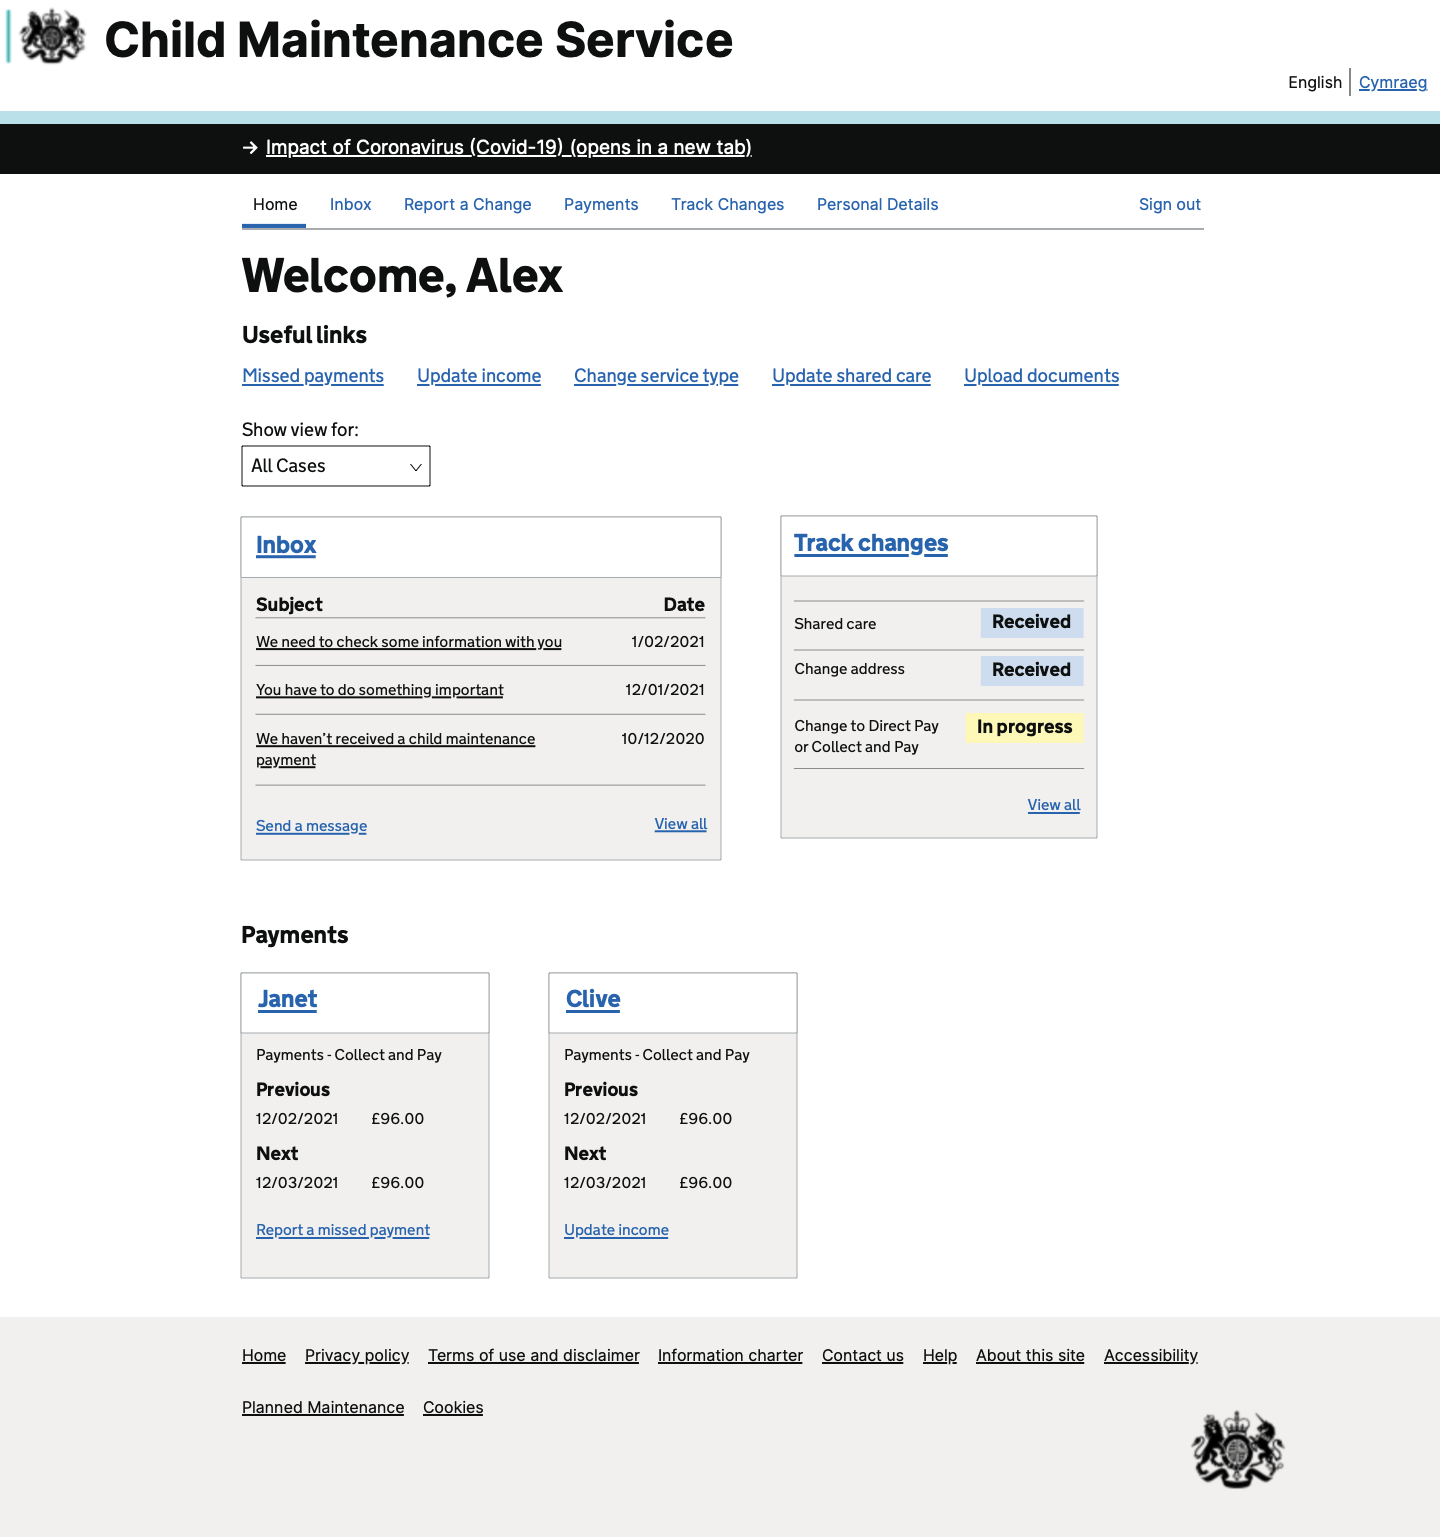 Child Maintenance Service
English Cymraeg
→ Impact of Coronavirus (Covid-19) (opens in a new tab)
Home Inbox Report a Change Payments Track Changes Personal Details Sign out
Welcome, Alex
Useful links
Missed payments Update income Change service type Update shared care Upload documents
Show view for:
All Cases
Inbox
Subject Date
We need to check some information with you 1/02/2021
You have to do something important 12/01/2021
We haven't received a child maintenance 10/12/2020
payment
Send a message View all
Track changes
Shared care Received
Change address Received
Change to Direct Pay In progress
or Collect and Pay
View all
Payments
Janet
Payments - Collect and Pay
Previous
12/02/2021 £96.00
Next
12/03/2021 £96.00
Report a missed payment
Clive
Payments - Collect and Pay
Previous
12/02/2021 £96.00
Next
12/03/2021 £96.00
Update income
Home Privacy policy Terms of use and disclaimer Information charter Contact us Help About this site Accessibility
Planned Maintenance Cookies